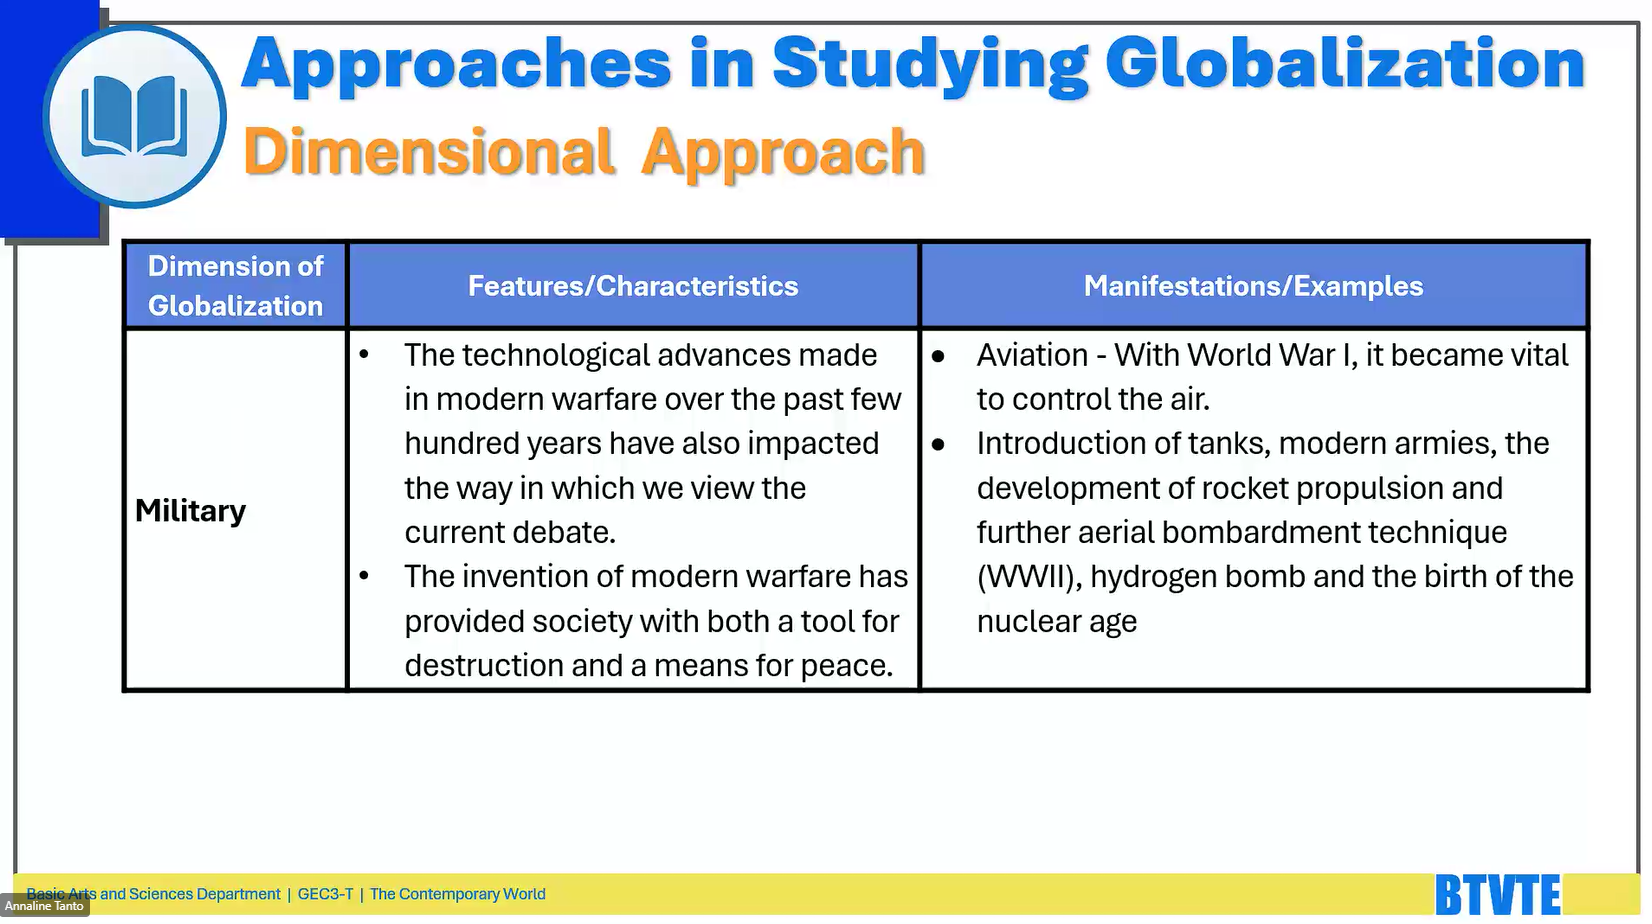 Approaches in Studying Globalization
Dimensional Approach
Dimension of
Globalization
Features/Characteristics
Manifestations/Examples
Military
• The technological advances made
in modern warfare over the past few
hundred years have also impacted
the way in which we view the
current debate.
• The invention of modern warfare has
provided society with both a tool for
destruction and a means for peace.
● Aviation - With World War I, it became vital
to control the air.
● Introduction of tanks, modern armies, the
development of rocket propulsion and
further aerial bombardment technique
(WWII), hydrogen bomb and the birth of the
nuclear age
Basic Arts and Sciences Department | GEC3-T | The Contemporary World
Annaline Tanto
BTVTE